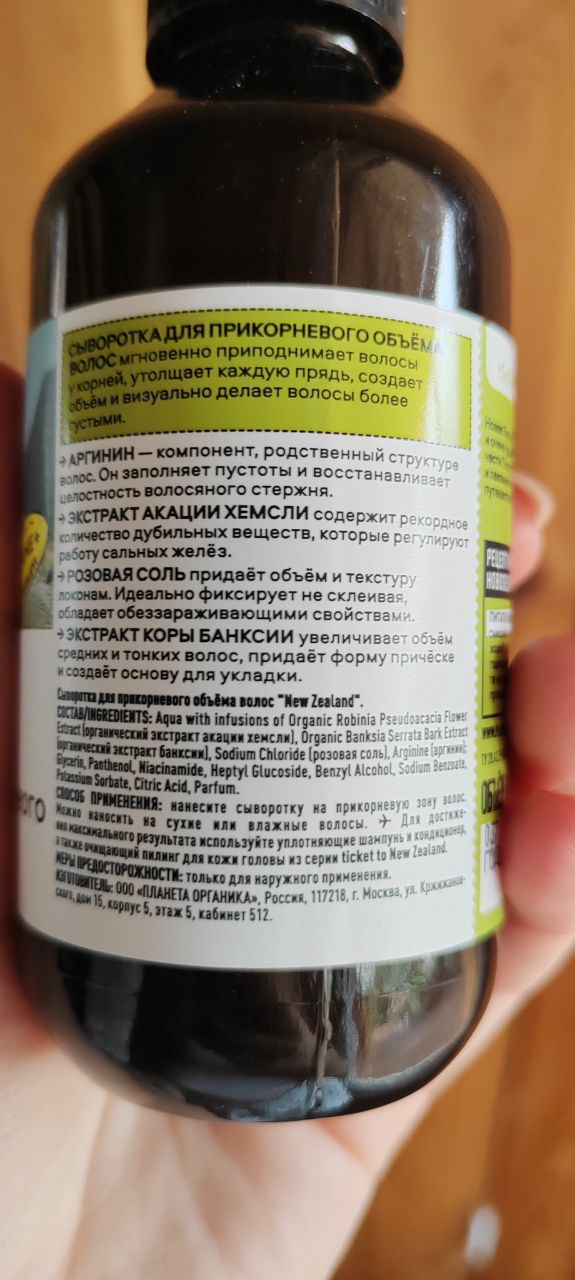 СЫВОРОТКА ДЛЯ ПРИКОРНЕВОГО ОБЪЁМА
ВОЛОС мгновенно приподнимает волосы
у корней, утолщает каждую прядь, создает
объём и визуально делает волосы более
густыми.
→ АРГИНИН — компонент, родственный структуре
волос. Он заполняет пустоты и восстанавливает
целостность волосяного стержня.
→ ЭКСТРАКТ АКАЦИИ ХЕМСЛИ содержит рекордное
количество дубильных веществ, которые регулируют
работу сальных желёз.
→ РОЗОВАЯ СОЛЬ придаёт объём и текстуру
локонам. Идеально фиксирует не склеивая,
обладает обеззараживающими свойствами.
→ ЭКСТРАКТ КОРЫ БАНКСИИ увеличивает объём
средних и тонких волос, придаёт форму причёске
и создаёт основу для укладки.
Сыворотка для прикорневого объёма волос "New Zealand".
СОСТАВ/INGREDIENTS: Aqua with infusions of Organic Robinia Pseudoacacia Flower
Extract (органический экстракт акации хемсли), Organic Banksia Serrata Bark Extract
(органический экстракт банксии), Sodium Chloride (розовая соль), Arginine (аргинин);
Glycerin, Panthenol, Niacinamide, Heptyl Glucoside, Benzyl Alcohol, Sodium Benzoate,
Potassium Sorbate, Citric Acid, Parfum.
СПОСОБ ПРИМЕНЕНИЯ: нанесите сыворотку на прикорневую зону волос.
Можно наносить на сухие или влажные волосы. ✈ Для достиже-
ния максимального результата используйте уплотняющие шампунь и кондиционер,
а также очищающий пилинг для кожи головы из серии ticket to New Zealand.
МЕРЫ ПРЕДОСТОРОЖНОСТИ: только для наружного применения.
ИЗГОТОВИТЕЛЬ: ООО «ПЛАНЕТА ОРГАНИКА», Россия, 117218, г. Москва, ул. Кржижанов-
ского, дом 15, корпус 5, этаж 5, кабинет 512.